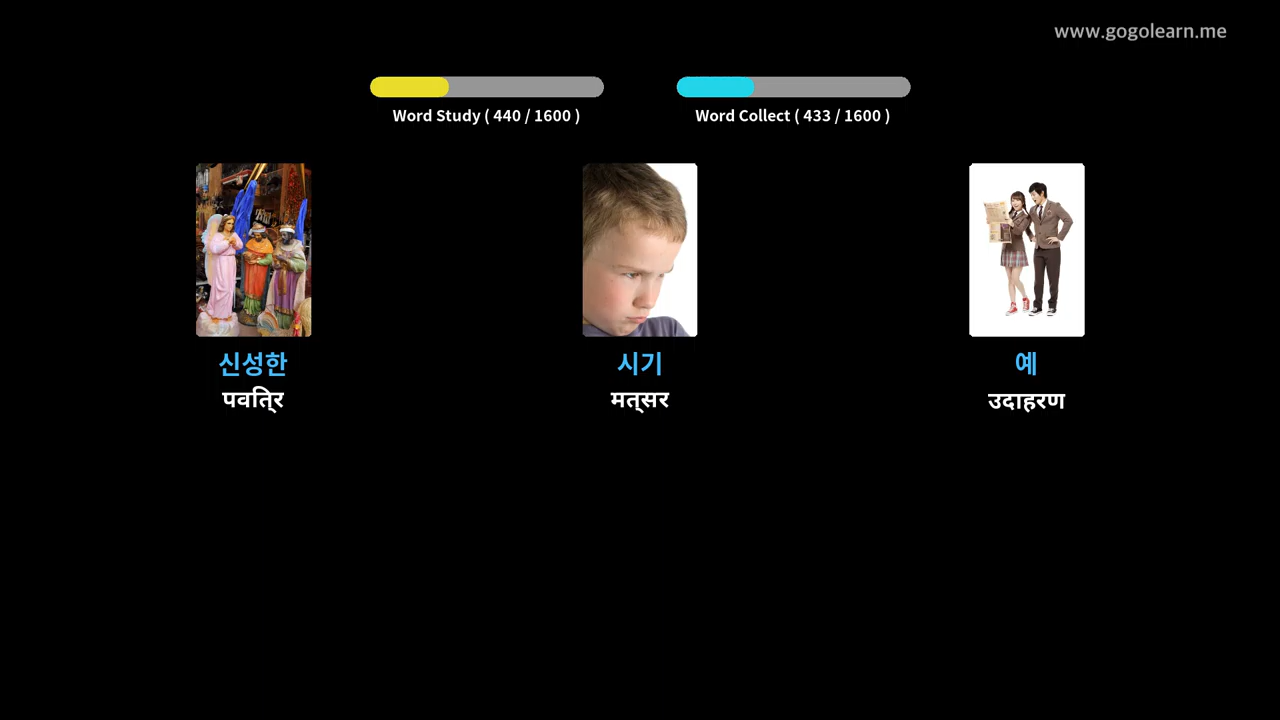 www.gogolearn.me
Word Study ( 440 / 1600 )
Word Collect ( 433 / 1600 )
신성한
시기
예
पवित्रि
मत्सर
उदाहरण